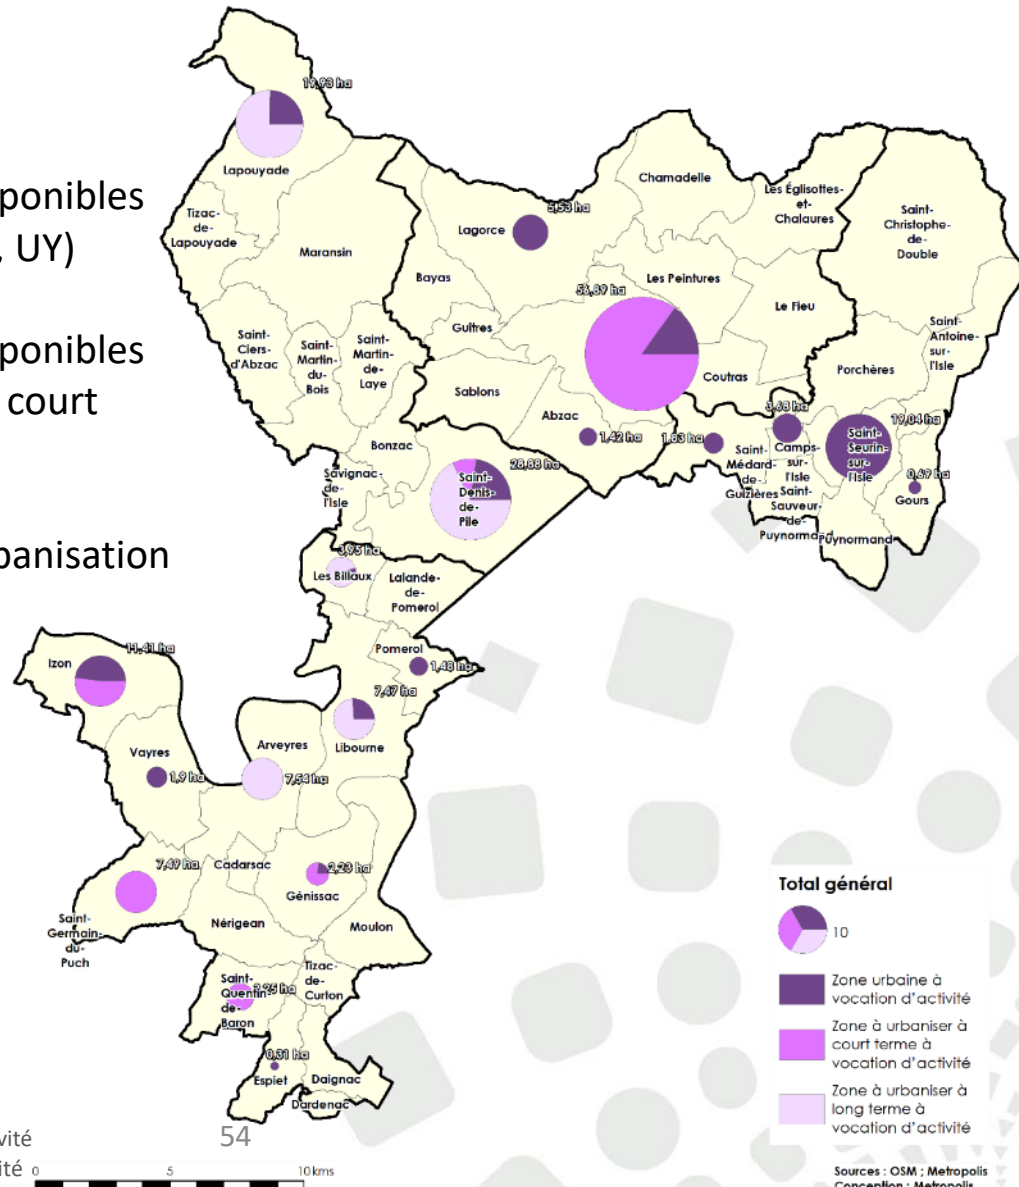 ponibles
, UY)
ponibles
court
banisation
19,93 ha
Lapouyade
Tizac-
de-
Lapouyade
Maransin
Chamadelle
Les Églisottes-
et-
Chalaures
Saint-
Christophe-
de-
Double
5,53 ha
Lagorce
Bayas
Les Peintures
56,89 ha
Le Fieu
Guîtres
Saint-
Antoine-
sur-
l'Isle
Saint-
Ciers-
d'Abzac
Saint-
Martin-
du-
Bois
Saint-
Martin-
de-
Laye
Sablons
Coutras
Porchères
Abzac
1,42 ha
1,83 ha
3,68 ha
19,04 ha
Saint-
Seurin-
sur-
l'Isle
Bonzac
Saint-
Médard-
de-
Guizières
Camps-
sur-
l'Isle
0,69 ha
Gours
Savignac-
de-
l'Isle
28,88 ha
Saint-
Denis-
de-
Pile
Saint-
Sauveur-
de-
Puynormand
Puynormand
3,95 ha
Les Billaux
Lalande-
de-
Pomerol
Pomerol
1,48 ha
Izon
11,41 ha
7,47 ha
Libourne
Vayres
1,9 ha
Arveyres
7,54 ha
7,49 ha
Cadarsac
2,23 ha
Génissac
Saint-
Germain-
du-
Puch
Nérigean
Moulon
Saint-
Quentin-
de-
Baron
2,25 ha
Tizac-
de-
Curton
0,31 ha
Espiet
Daignac
Dardenac
Total général
10
Zone urbaine à
vocation d'activité
Zone à urbaniser à
court terme à
vocation d'activité
Zone à urbaniser à
long terme à
vocation d'activité
vité
ité
54
0 5 10 kms
Sources : OSM ; Metropolis
Conception : Metropolis